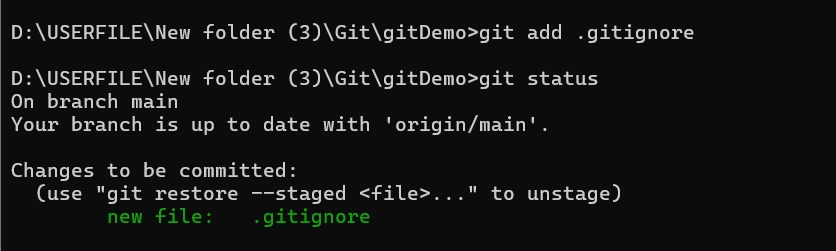 D:\USERFILE\New folder (3)\Git\gitDemo>git add .gitignore
D:\USERFILE\New folder (3)\Git\gitDemo>git status
On branch main
Your branch is up to date with 'origin/main'.
Changes to be committed:
(use "git restore --staged <file>..." to unstage)
new file:   .gitignore